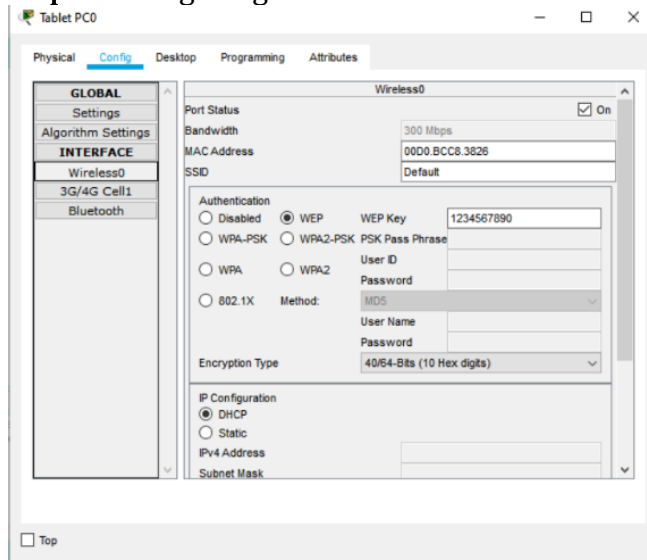 Tablet PC0
Physical Config Desktop Programming Attributes
GLOBAL
Settings
Algorithm Settings
INTERFACE
Wireless0
3G/4G Cell1
Bluetooth
Wireless0
Port Status On
Bandwidth 300 Mbps
MAC Address 00D0.BCC8.3826
SSID Default
Authentication
Disabled WEP WEP Key 1234567890
WPA-PSK WPA2-PSK PSK Pass Phrase
User ID
WPA WPA2
Password
802.1X Method: MD5
User Name
Password
Encryption Type 40/64-Bits (10 Hex digits)
IP Configuration
DHCP
Static
IPv4 Address
Subnet Mask
Top